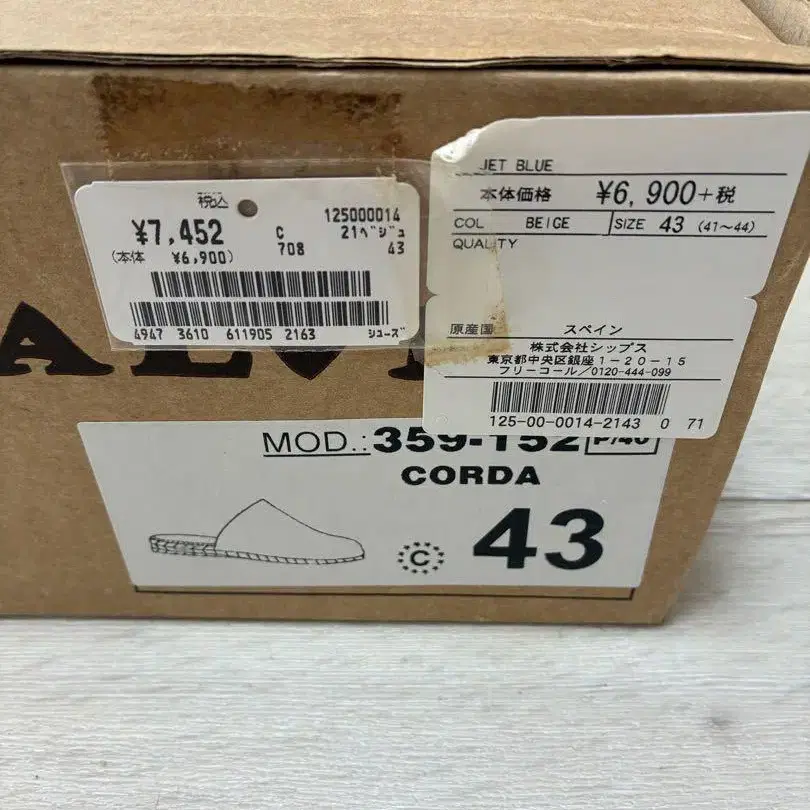 税込
125000014
¥7,452
C
21ベージュ
(本体 ¥6,900)
708
43
4947 3610 611905 2163
シューズ
JET BLUE
本体価格 ¥6,900+税
COL BEIGE SIZE 43 (41~44)
QUALITY
原産国 スペイン
株式会社シップス
東京都中央区銀座1-20-15
フリーコール/0120-444-099
125-00-0014-2143 0 71
MOD.: 359-152 P/40
CORDA
C 43